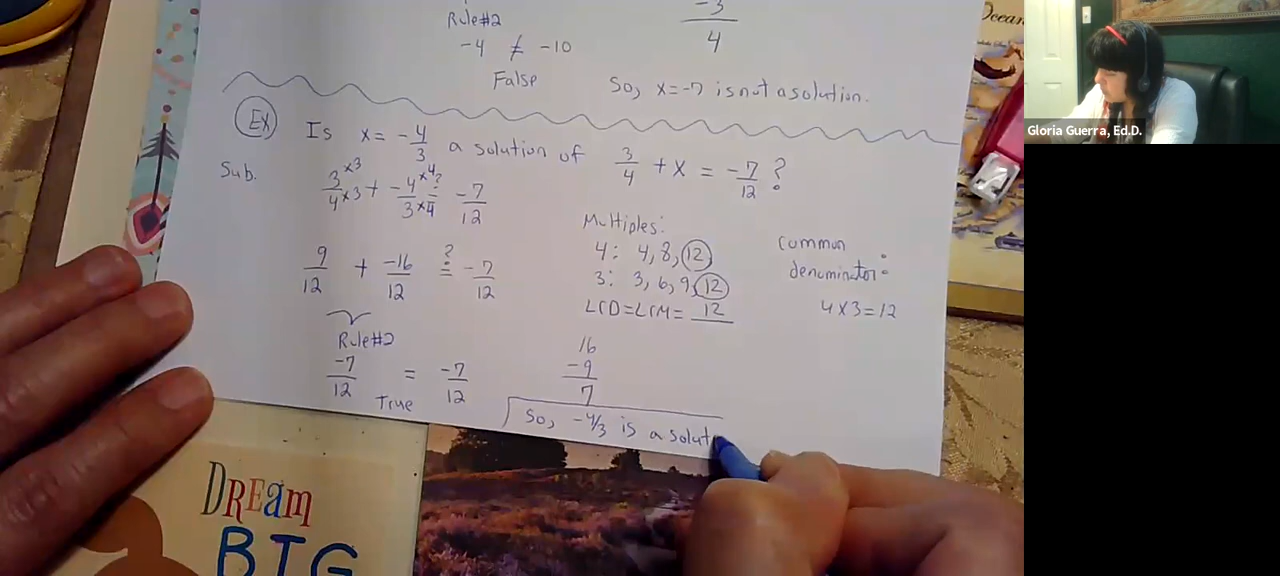 -3
4
Rule #2
-4 ≠ -10
False
So, x = -7 is not a solution.
Ex Is x = -4/3 a solution of 3/4 + x = -7/12 ?
Sub. 3/4 ×3 ×3 + -4/3 ×4 ×4 ?= -7/12
9/12 + -16/12 ?= -7/12
Rule #2
-7/12 = -7/12
True
Multiples:
4: 4, 8, 12
3: 3, 6, 9, 12
LCD = LCM = 12
common
denominator:
4 x 3 = 12
16
-9
7
So, -4/3 is a solut
Ocean
Gloria Guerra, Ed.D.
DREAM
BIG